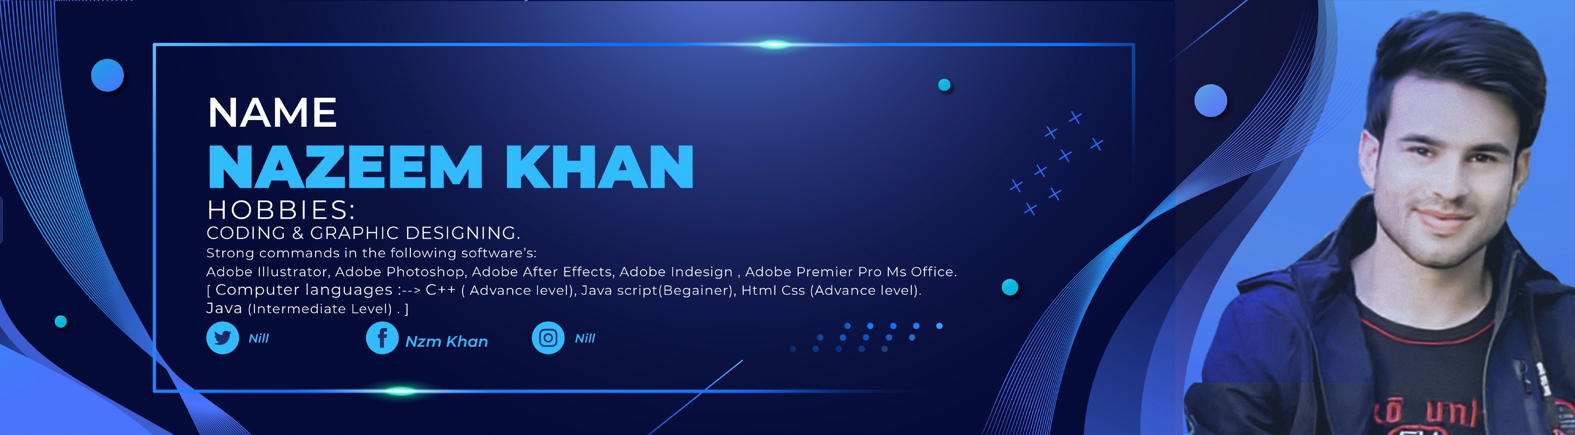 NAME
NAZEEM KHAN
HOBBIES:
CODING & GRAPHIC DESIGNING.
Strong commands in the following software's:
Adobe Illustrator, Adobe Photoshop, Adobe After Effects, Adobe Indesign , Adobe Premier Pro Ms Office.
[ Computer languages :--> C++ ( Advance level), Java script(Begainer), Html Css (Advance level).
Java (Intermediate Level) . ]
Nill Nzm Khan Nill